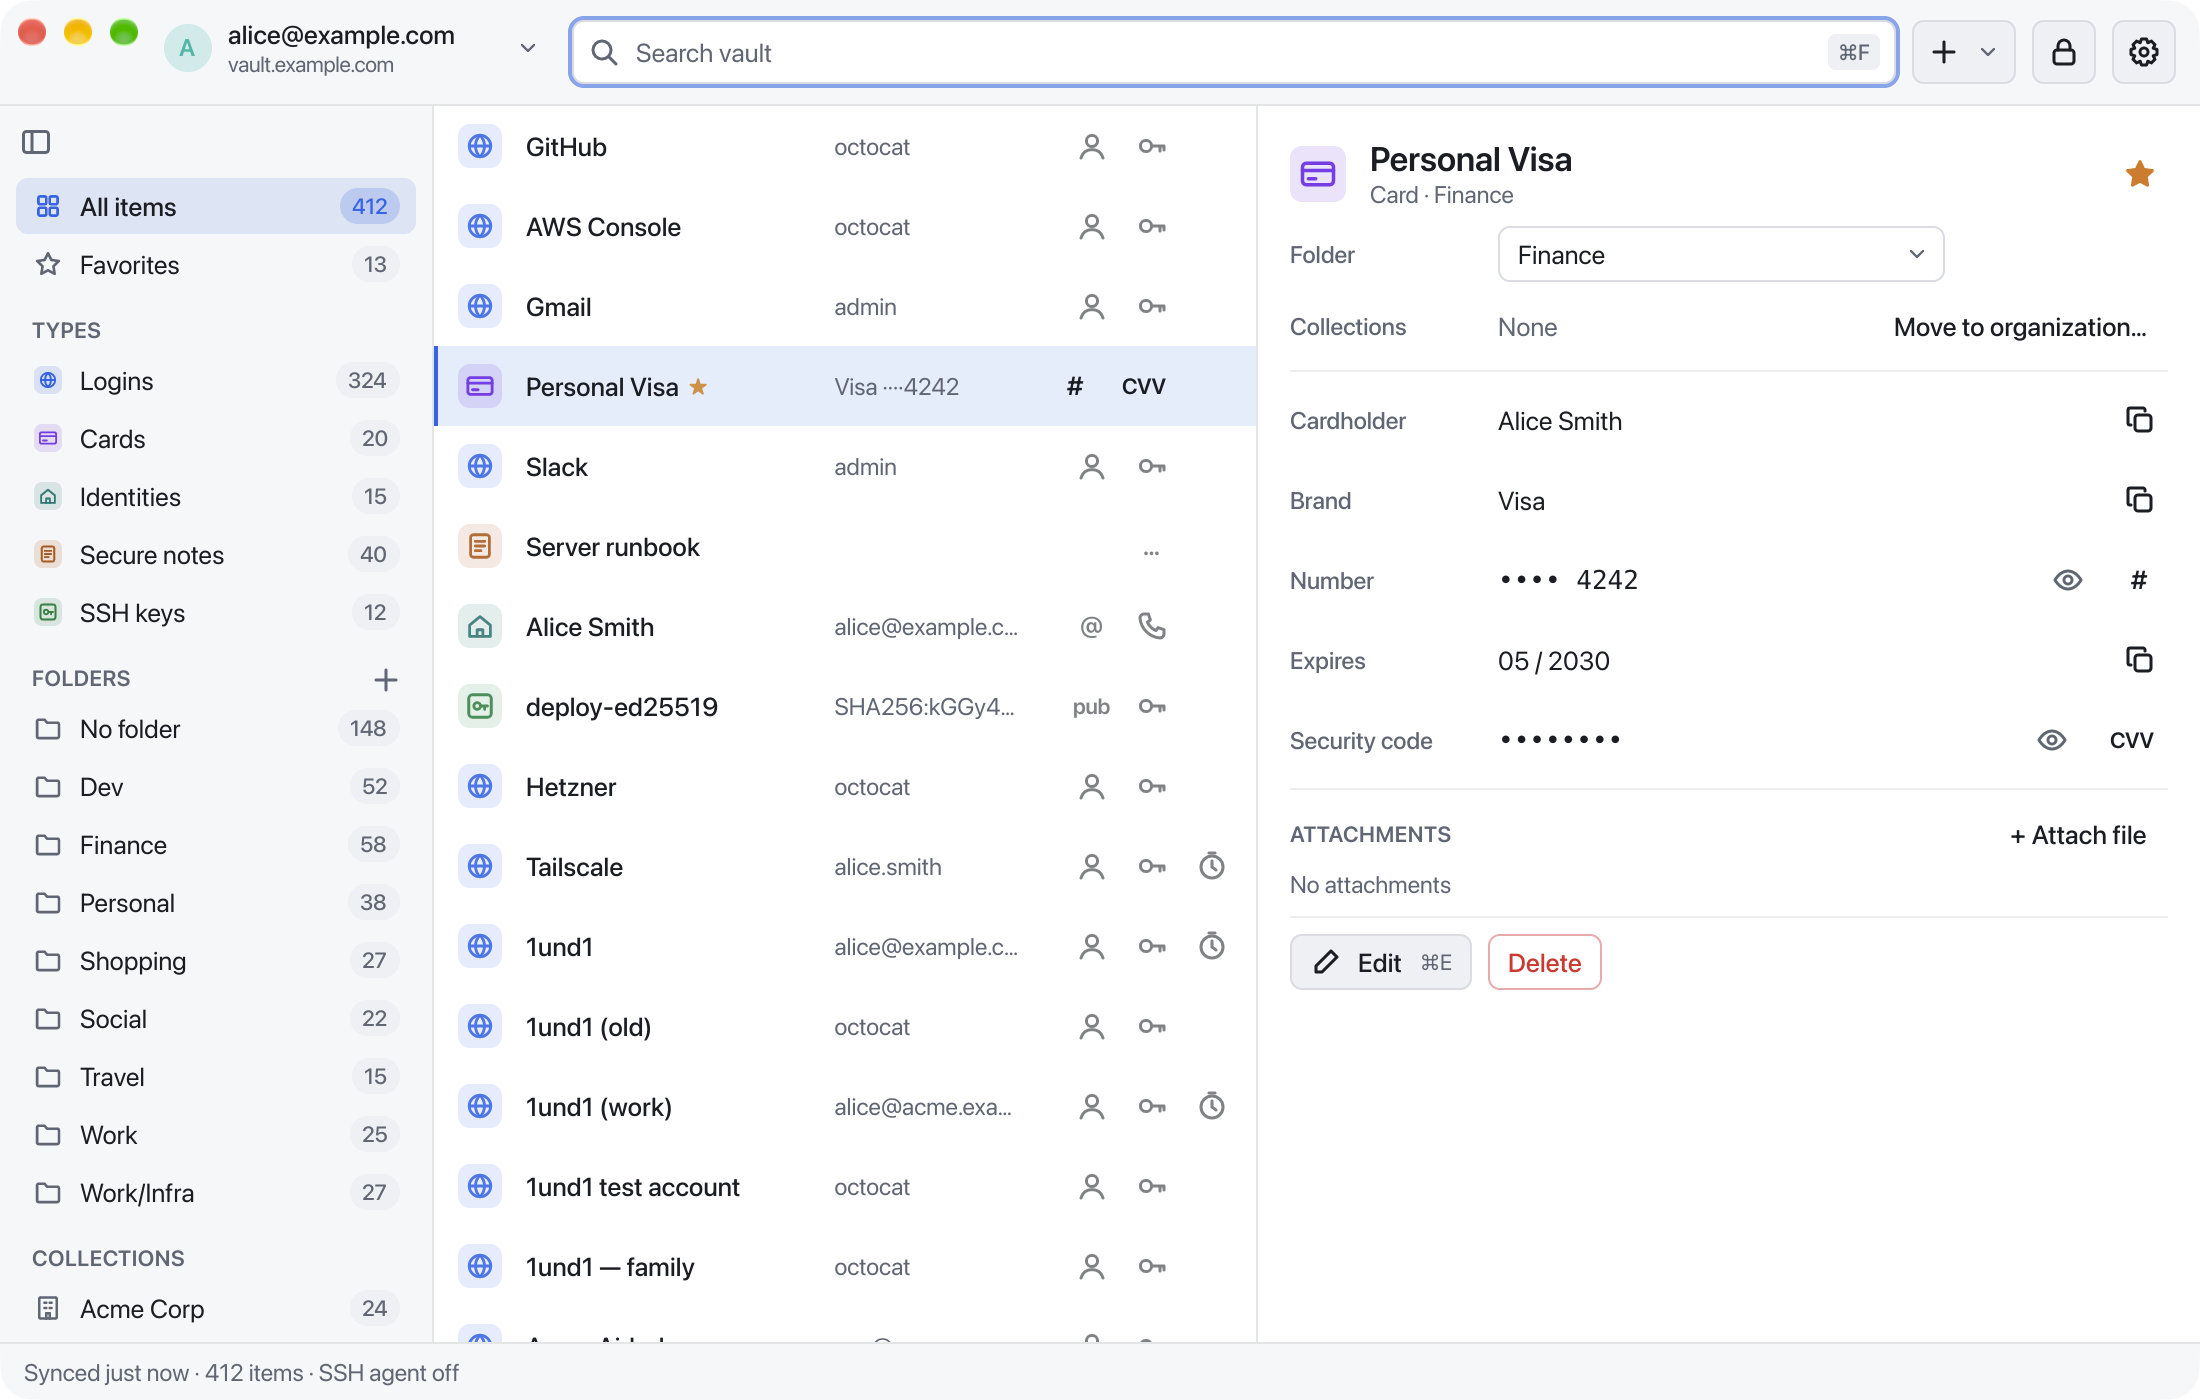 A
alice@example.com
vault.example.com
Search vault
⌘F
All items 412
Favorites 13
TYPES
Logins 324
Cards 20
Identities 15
Secure notes 40
SSH keys 12
FOLDERS
No folder 148
Dev 52
Finance 58
Personal 38
Shopping 27
Social 22
Travel 15
Work 25
Work/Infra 27
COLLECTIONS
Acme Corp 24
GitHub octocat
AWS Console octocat
Gmail admin
Personal Visa Visa ····4242 # CVV
Slack admin
Server runbook ...
Alice Smith alice@example.c... @
deploy-ed25519 SHA256:kGGy4... pub
Hetzner octocat
Tailscale alice.smith
1und1 alice@example.c...
1und1 (old) octocat
1und1 (work) alice@acme.exa...
1und1 test account octocat
1und1 — family octocat
Personal Visa
Card · Finance
Folder Finance
Collections None Move to organization...
Cardholder Alice Smith
Brand Visa
Number •••• 4242 #
Expires 05 / 2030
Security code •••••••• CVV
ATTACHMENTS + Attach file
No attachments
Edit ⌘E Delete
Synced just now · 412 items · SSH agent off